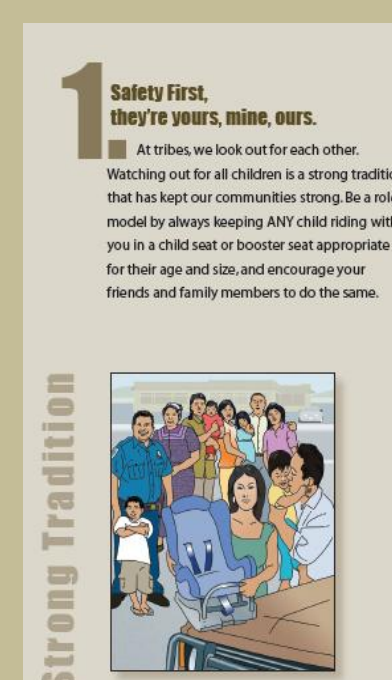 1.
Safety First,
they're yours, mine, ours.
At tribes, we look out for each other.
Watching out for all children is a strong traditio
that has kept our communities strong. Be a role
model by always keeping ANY child riding with
you in a child seat or booster seat appropriate
for their age and size, and encourage your
friends and family members to do the same.
Strong Tradition